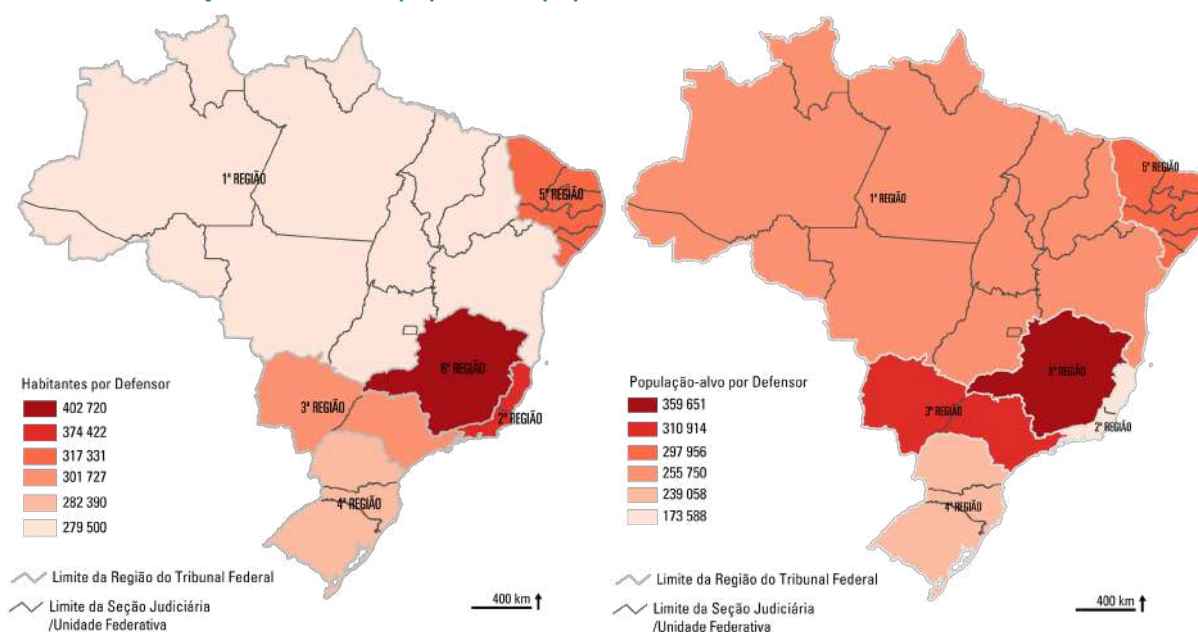 1ª REGIÃO
5ª REGIÃO
6ª REGIÃO
3ª REGIÃO
2ª REGIÃO
4ª REGIÃO
Habitantes por Defensor
402 720
374 422
317 331
301 727
282 390
279 500
Limite da Região do Tribunal Federal
Limite da Seção Judiciária
/Unidade Federativa
400 km
5ª REGIÃO
1ª REGIÃO
REGIÃO
3ª REGIÃO
2ª REGIÃO
4ª REGIÃO
População-alvo por Defensor
359 651
310 914
297 956
255 750
239 058
173 588
Limite da Região do Tribunal Federal
Limite da Seção Judiciária
/Unidade Federativa
400 km